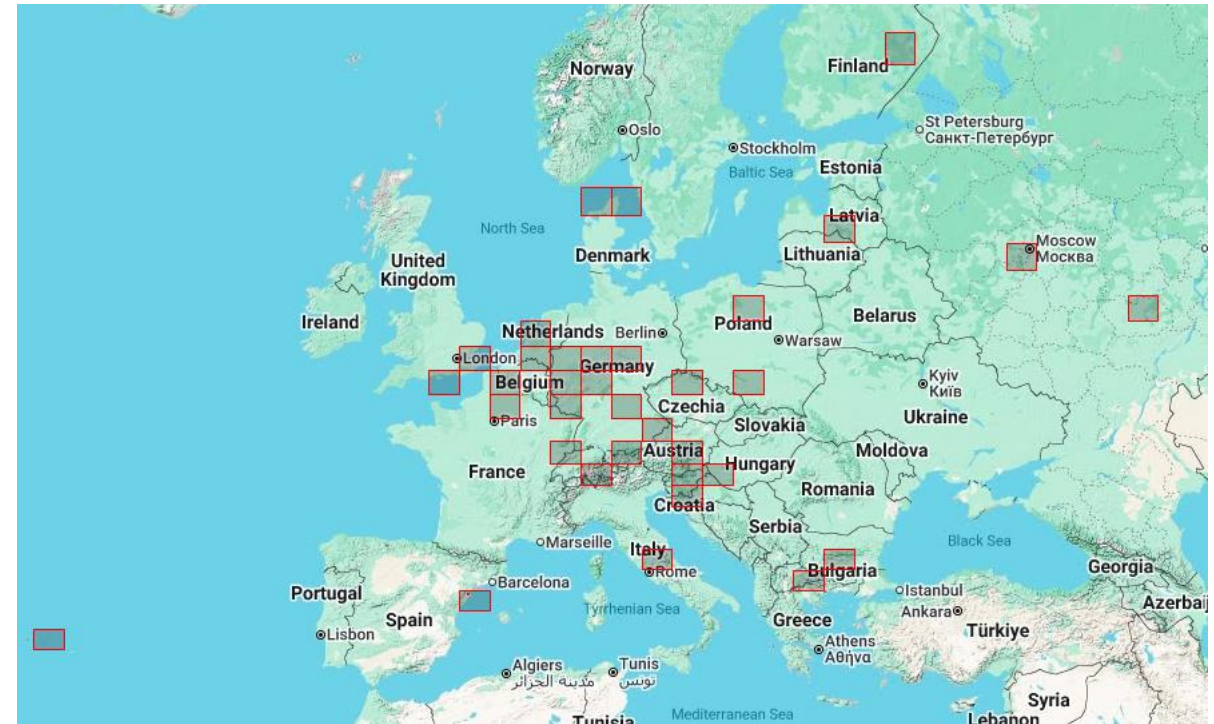 Norway
Finland
Oslo
St Petersburg
Санкт-Петербург
Stockholm
Baltic Sea
Estonia
North Sea
Latvia
Moscow
Москва
Denmark
Lithuania
United
Kingdom
Ireland
Netherlands
Berlin
Poland
Belarus
Warsaw
London
Germany
Belgium
Kyiv
Київ
Czechia
Paris
Slovakia
Ukraine
Austria
Moldova
France
Hungary
Romania
Croatia
Serbia
Marseille
Italy
Black Sea
Rome
Bulgaria
Georgia
Barcelona
Istanbul
Portugal
Tyrrhenian Sea
Ankara
Azerbaij
Spain
Greece
Türkiye
Lisbon
Athens
Αθήνα
Algiers
مدينة الجزائر
Tunis
تونس
Syria
Mediterranean Sea
Tunisia
Lebanon